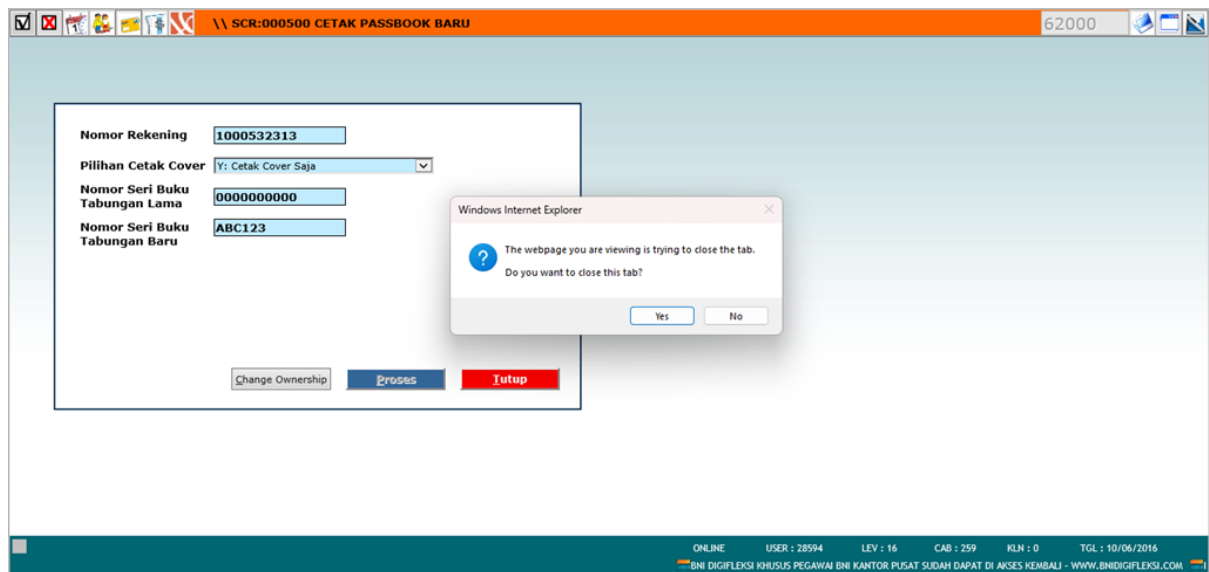 \\ SCR:000500 CETAK PASSBOOK BARU
62000
Nomor Rekening 1000532313
Pilihan Cetak Cover Y: Cetak Cover Saja
Nomor Seri Buku
Tabungan Lama 0000000000
Nomor Seri Buku
Tabungan Baru ABC123
Windows Internet Explorer
The webpage you are viewing is trying to close the tab.
Do you want to close this tab?
Yes No
Change Ownership Proses Tutup
ONLINE USER : 28594 LEV : 16 CAB : 259 KLN : 0 TGL : 10/06/2016
BNI DIGIFLEKSI KHUSUS PEGAWAI BNI KANTOR PUSAT SUDAH DAPAT DI AKSES KEMBALI - WWW.BNIDIGIFLEKSI.COM